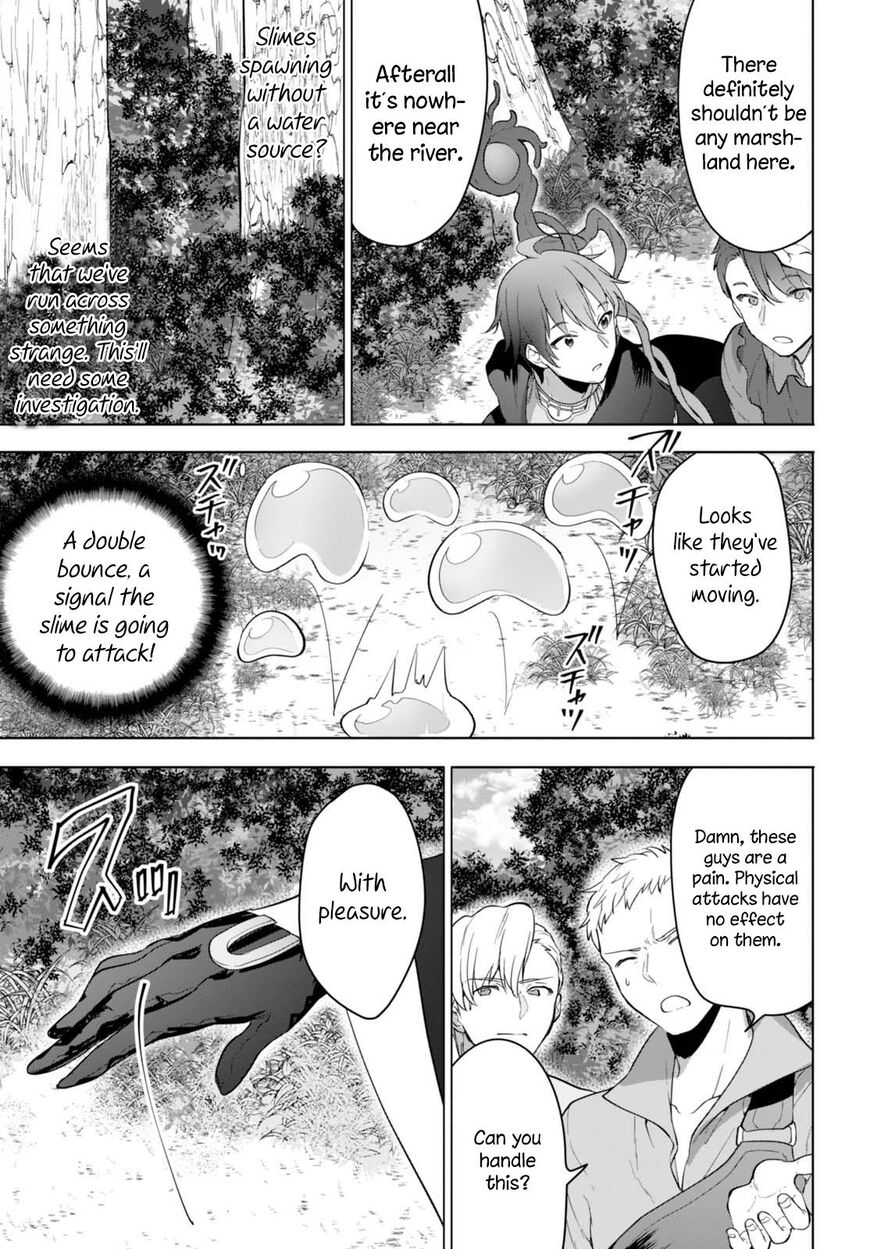 There
definitely
shouldn't be
any marsh-
land here.
Afterall
it's nowh-
ere near
the river.
Slimes
spawning
without
a water
source?
Seems
that we've
run across
something
strange. This'll
need some
investigation.
Looks
like they've
started
moving.
ズチャッ
ズチャッ
ズチャッ
A double
bounce, a
signal the
slime is going
to attack!
Damn, these
guys are a
pain. Physical
attacks have
no effect
on them.
Can you
handle
this?
With
pleasure.
ズズ